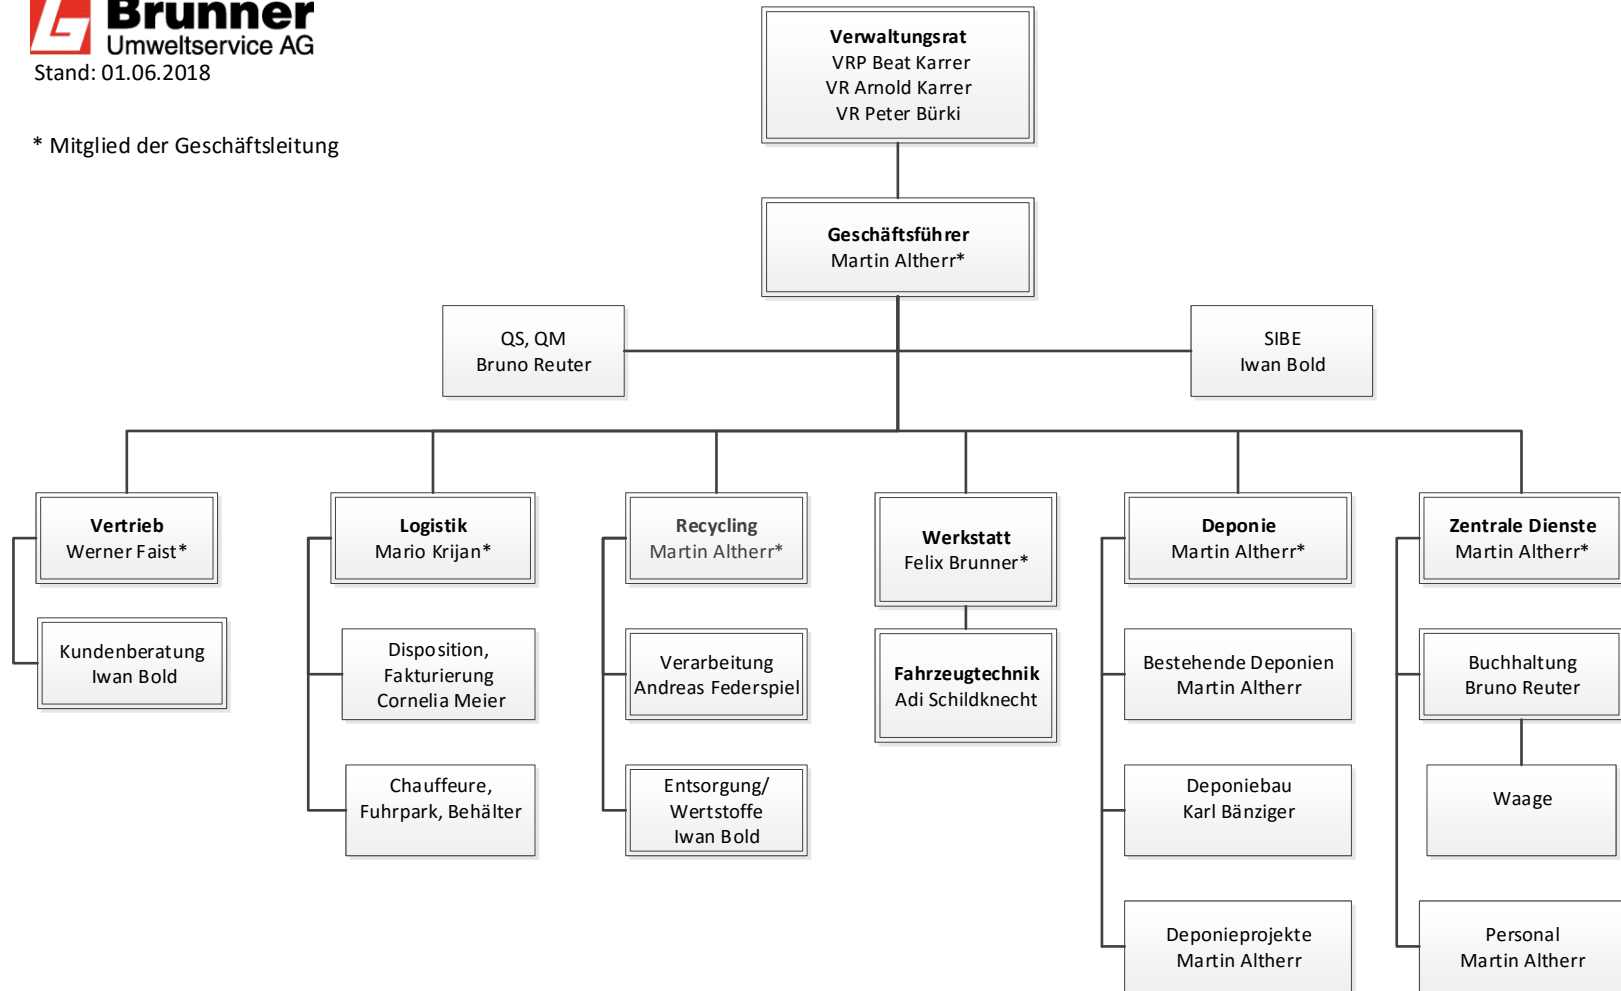 Brunner
Umweltservice AG
Stand: 01.06.2018
* Mitglied der Geschäftsleitung
Verwaltungsrat
VRP Beat Karrer
VR Arnold Karrer
VR Peter Bürki
Geschäftsführer
Martin Altherr*
QS, QM
Bruno Reuter
SIBE
Iwan Bold
Vertrieb
Werner Faist*
Kundenberatung
Iwan Bold
Logistik
Mario Krijan*
Disposition,
Fakturierung
Cornelia Meier
Chauffeure,
Fuhrpark, Behälter
Recycling
Martin Altherr*
Verarbeitung
Andreas Federspiel
Entsorgung/
Wertstoffe
Iwan Bold
Werkstatt
Felix Brunner*
Fahrzeugtechnik
Adi Schildknecht
Deponie
Martin Altherr*
Bestehende Deponien
Martin Altherr
Deponiebau
Karl Bänziger
Deponieprojekte
Martin Altherr
Zentrale Dienste
Martin Altherr*
Buchhaltung
Bruno Reuter
Waage
Personal
Martin Altherr